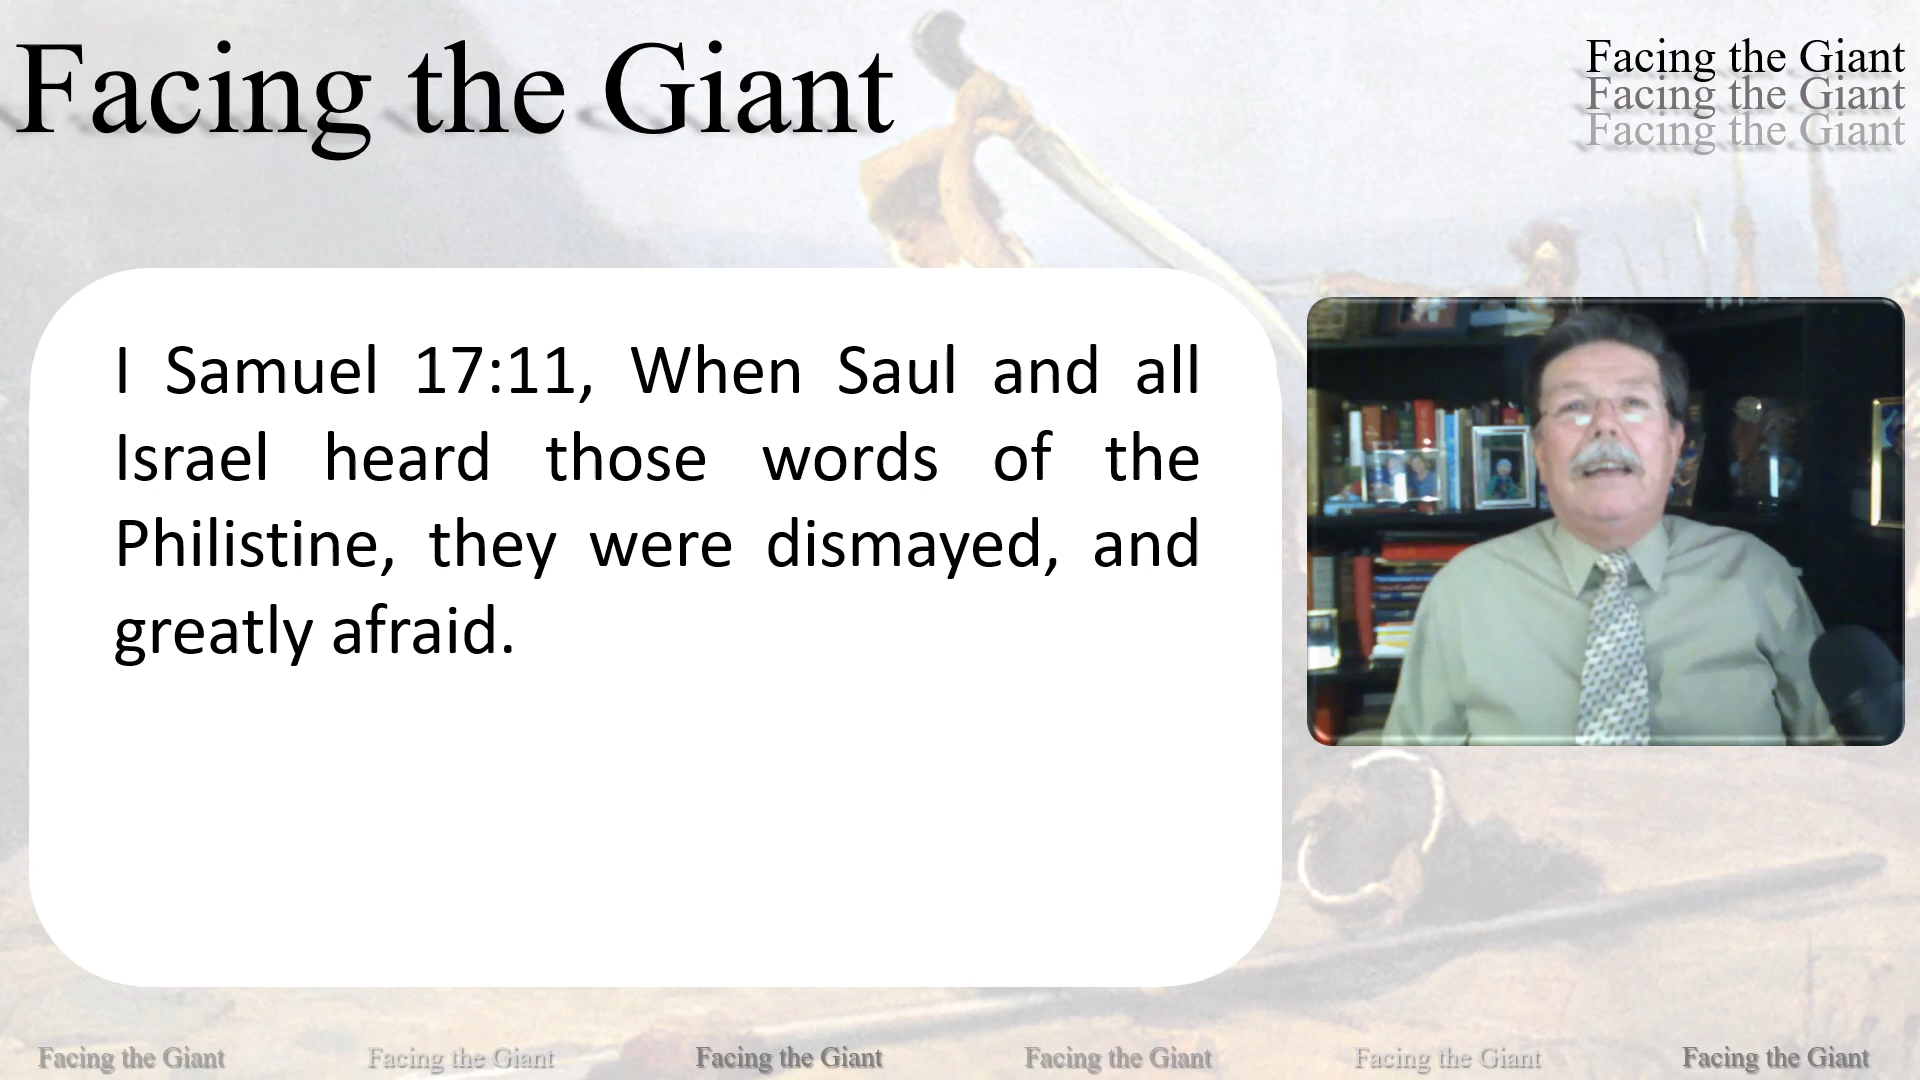 Facing the Giant
Facing the Giant
Facing the Giant
Facing the Giant
I Samuel 17:11, When Saul and all
Israel heard those words of the
Philistine, they were dismayed, and
greatly afraid.
Facing the Giant Facing the Giant Facing the Giant Facing the Giant Facing the Giant Facing the Giant